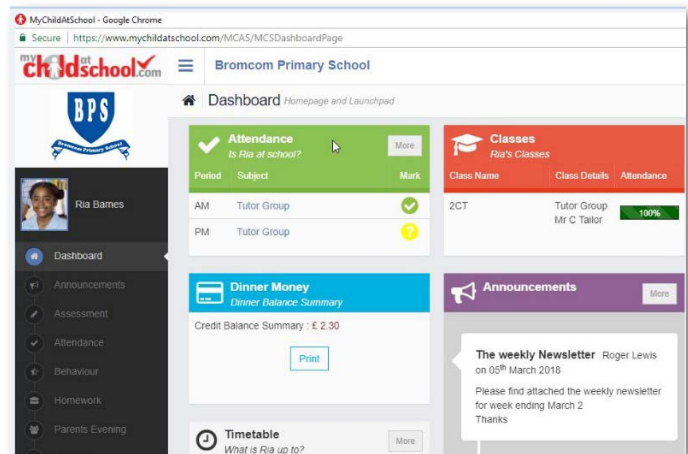 MyChildAtSchool - Google Chrome
Secure | https://www.mychildatschool.com/MCAS/MCSDashboardPage
my child at school.com
Bromcom Primary School
BPS
Bromcom Primary School
Ria Barnes
Dashboard
Announcements
Assessment
Attendance
Behaviour
Homework
Parents Evening
Dashboard Homepage and Launchpad
Attendance
Is Ria at school?
More
Period Subject Mark
AM Tutor Group
PM Tutor Group ?
Classes
Ria's Classes
Class Name Class Details Attendance
2CT Tutor Group 100%
Mr C Tailor
Dinner Money
Dinner Balance Summary
Credit Balance Summary : £ 2.30
Print
Announcements
More
The weekly Newsletter Roger Lewis
on 05th March 2018
Please find attached the weekly newsletter
for week ending March 2
Thanks
Timetable
What is Ria up to?
More